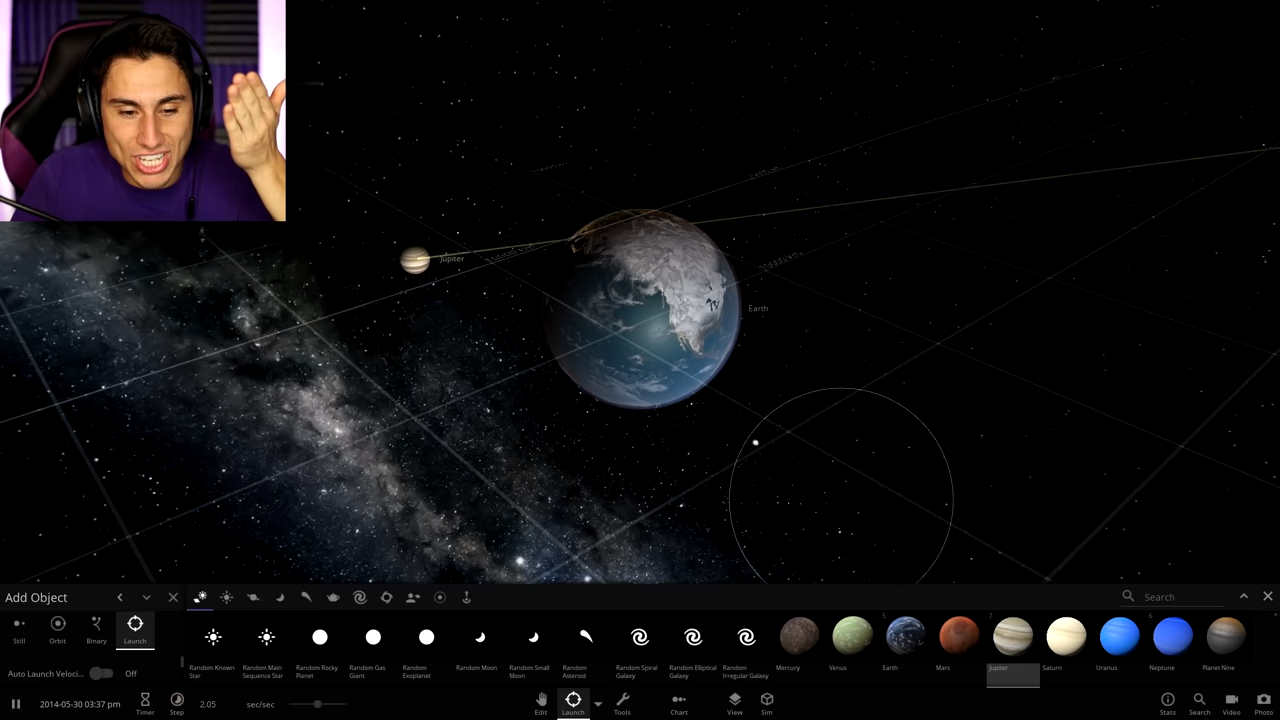 Jupiter
Earth
Add Object
Search
Still
Orbit
Binary
Launch
Auto Launch Veloci...
Off
Random Known
Star
Random Main
Sequence Star
Random Rocky
Planet
Random Gas
Giant
Random
Exoplanet
Random Moon
Random Small
Moon
Random
Asteroid
Random Spiral
Galaxy
Random Elliptical
Galaxy
Random
Irregular Galaxy
Mercury
Venus
5
Earth
Mars
7
Jupiter
Saturn
Uranus
6
Neptune
Planet Nine
2014-05-30 03:37 pm
Timer
Step
2.05
sec/sec
Edit
Launch
Tools
Chart
View
Sim
Stats
Search
Video
Photo